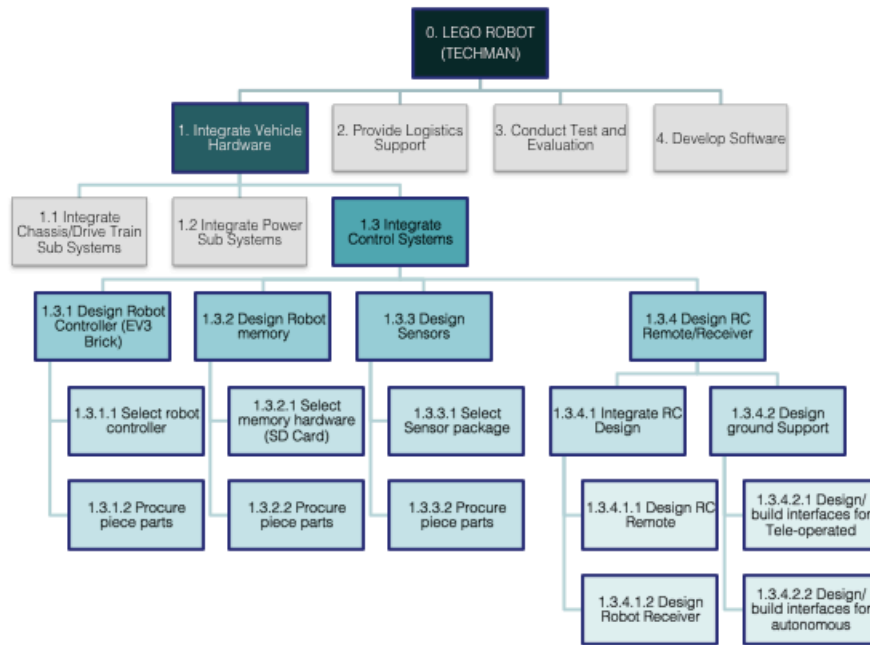 0. LEGO ROBOT
(TECHMAN)
1. Integrate Vehicle
Hardware
2. Provide Logistics
Support
3. Conduct Test and
Evaluation
4. Develop Software
1.1 Integrate
Chassis/Drive Train
Sub Systems
1.2 Integrate Power
Sub Systems
1.3 Integrate
Control Systems
1.3.1 Design Robot
Controller (EV3
Brick)
1.3.2 Design Robot
memory
1.3.3 Design
Sensors
1.3.4 Design RC
Remote/Receiver
1.3.1.1 Select robot
controller
1.3.2.1 Select
memory hardware
(SD Card)
1.3.3.1 Select
Sensor package
1.3.4.1 Integrate RC
Design
1.3.4.2 Design
ground Support
1.3.1.2 Procure
piece parts
1.3.2.2 Procure
piece parts
1.3.3.2 Procure
piece parts
1.3.4.1.1 Design RC
Remote
1.3.4.2.1 Design/
build interfaces for
Tele-operated
1.3.4.1.2 Design
Robot Receiver
1.3.4.2.2 Design/
build interfaces for
autonomous